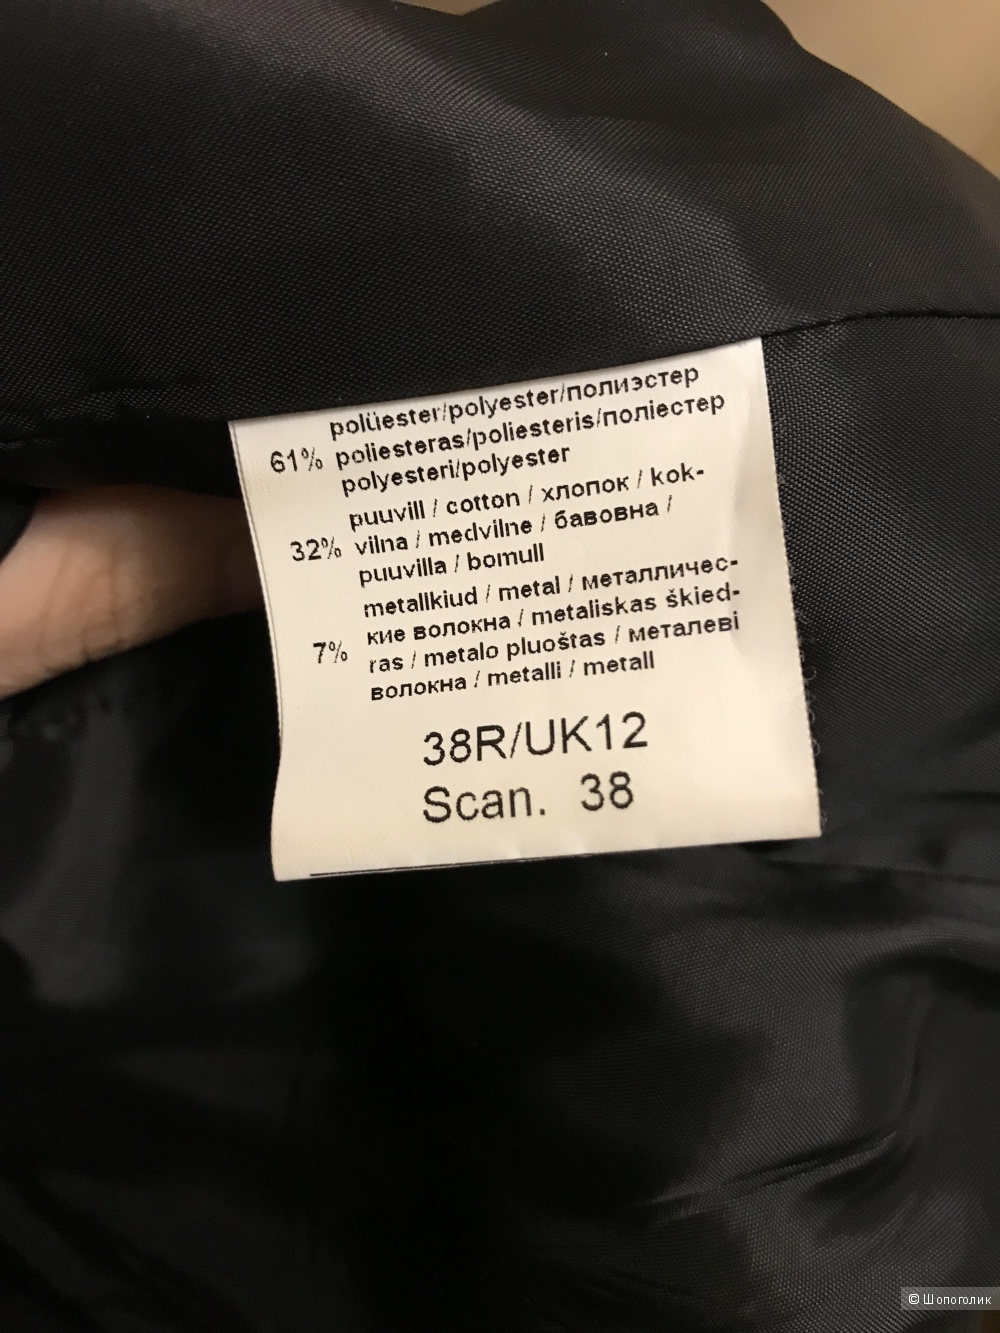 polüester/polyester/полиэстер
61% poliesteras/poliesteris/поліестер
polyesteri/polyester
puuvill / cotton / хлопок / kok-
32% vilna / medvilne / бавовна /
puuvilla / bomull
metallkiud / metal / металличес-
кие волокна / metaliskas škied-
7% ras / metalo pluoštas / металеві
волокна / metalli / metall
38R/UK12
Scan. 38
© Шопоголик